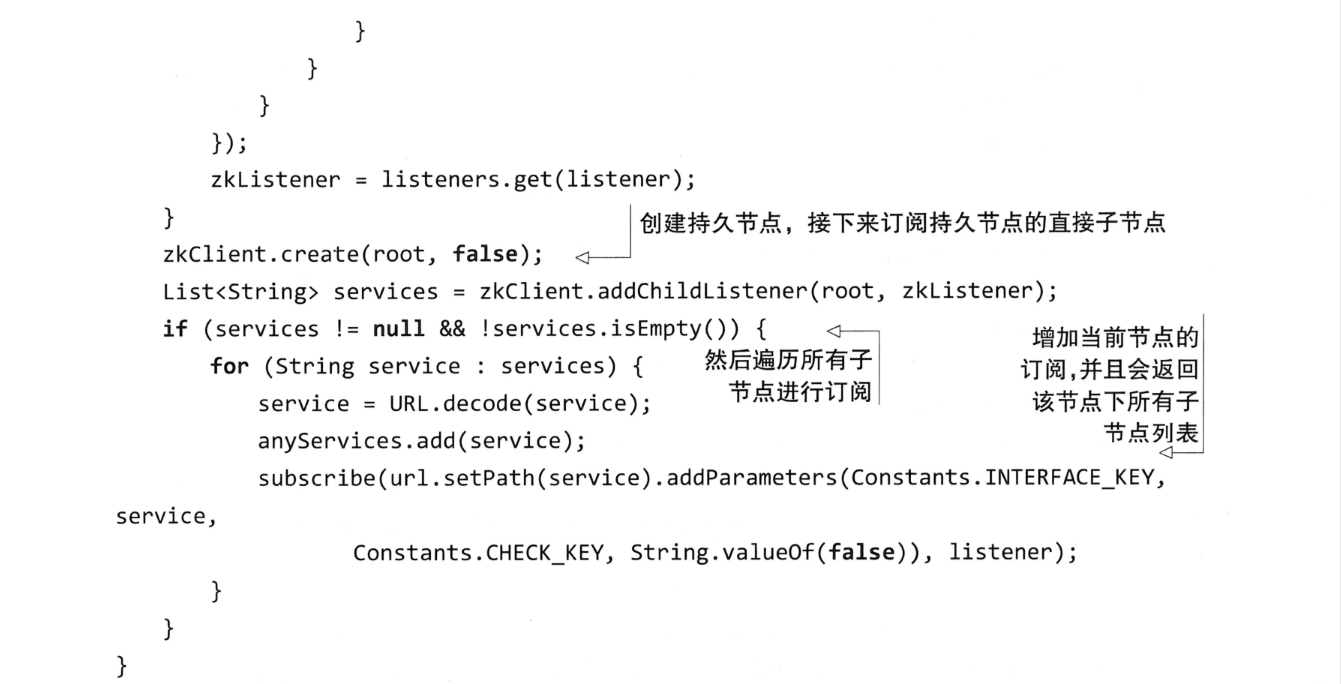 }
                }
            }
        });
        zkListener = listeners.get(listener);
    }
创建持久节点，接下来订阅持久节点的直接子节点
    zkClient.create(root, false);
    List<String> services = zkClient.addChildListener(root, zkListener);
    if (services != null && !services.isEmpty()) {
        for (String service : services) {
然后遍历所有子
节点进行订阅
增加当前节点的
订阅,并且会返回
该节点下所有子
节点列表
            service = URL.decode(service);
            anyServices.add(service);
            subscribe(url.setPath(service).addParameters(Constants.INTERFACE_KEY,
service,
                    Constants.CHECK_KEY, String.valueOf(false)), listener);
        }
    }
}